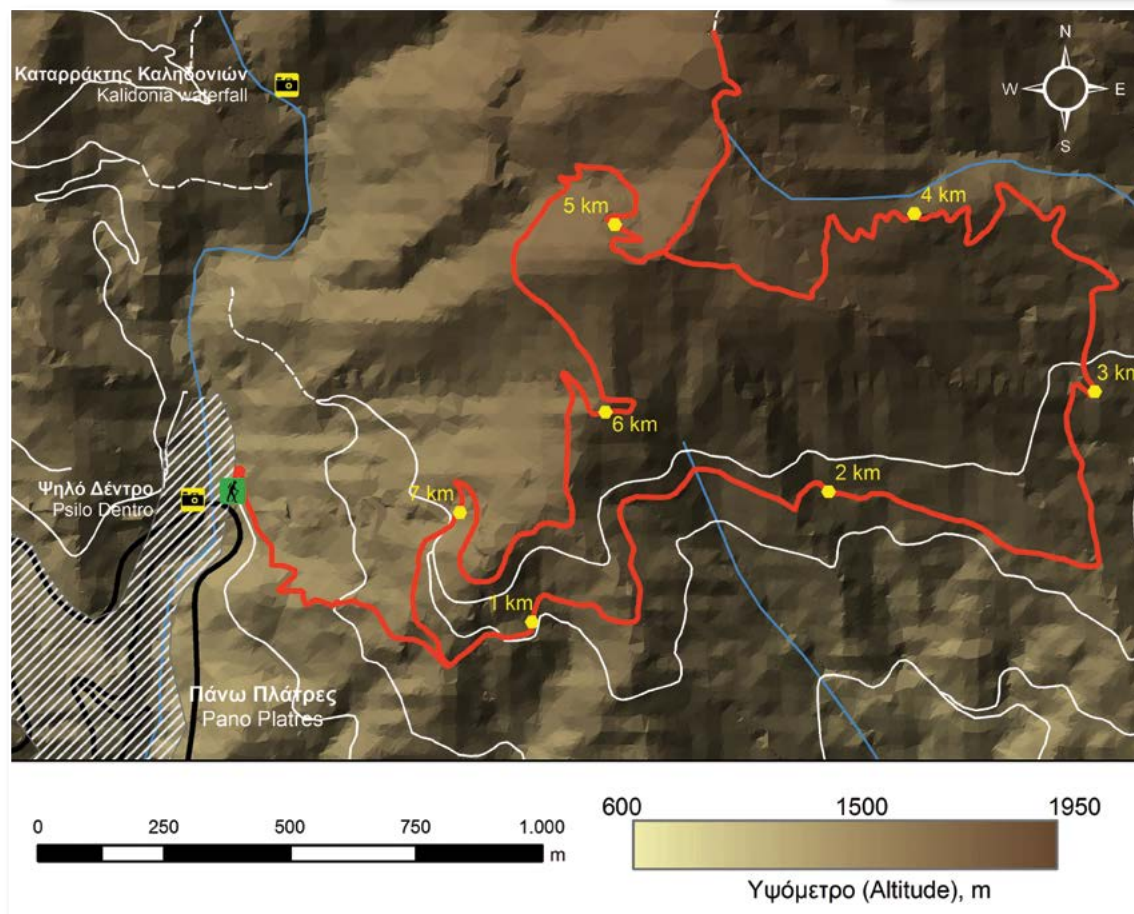 N
W E
S
Καταρράκτης Καληδονιών
Kalidonia waterfall
5 km
4 km
3 km
6 km
2 km
Ψηλό Δέντρο
Psilo Dentro
7 km
1 km
Πάνω Πλάτρες
Pano Platres
0 250 500 750 1.000
m
600 1500 1950
Υψόμετρο (Altitude), m